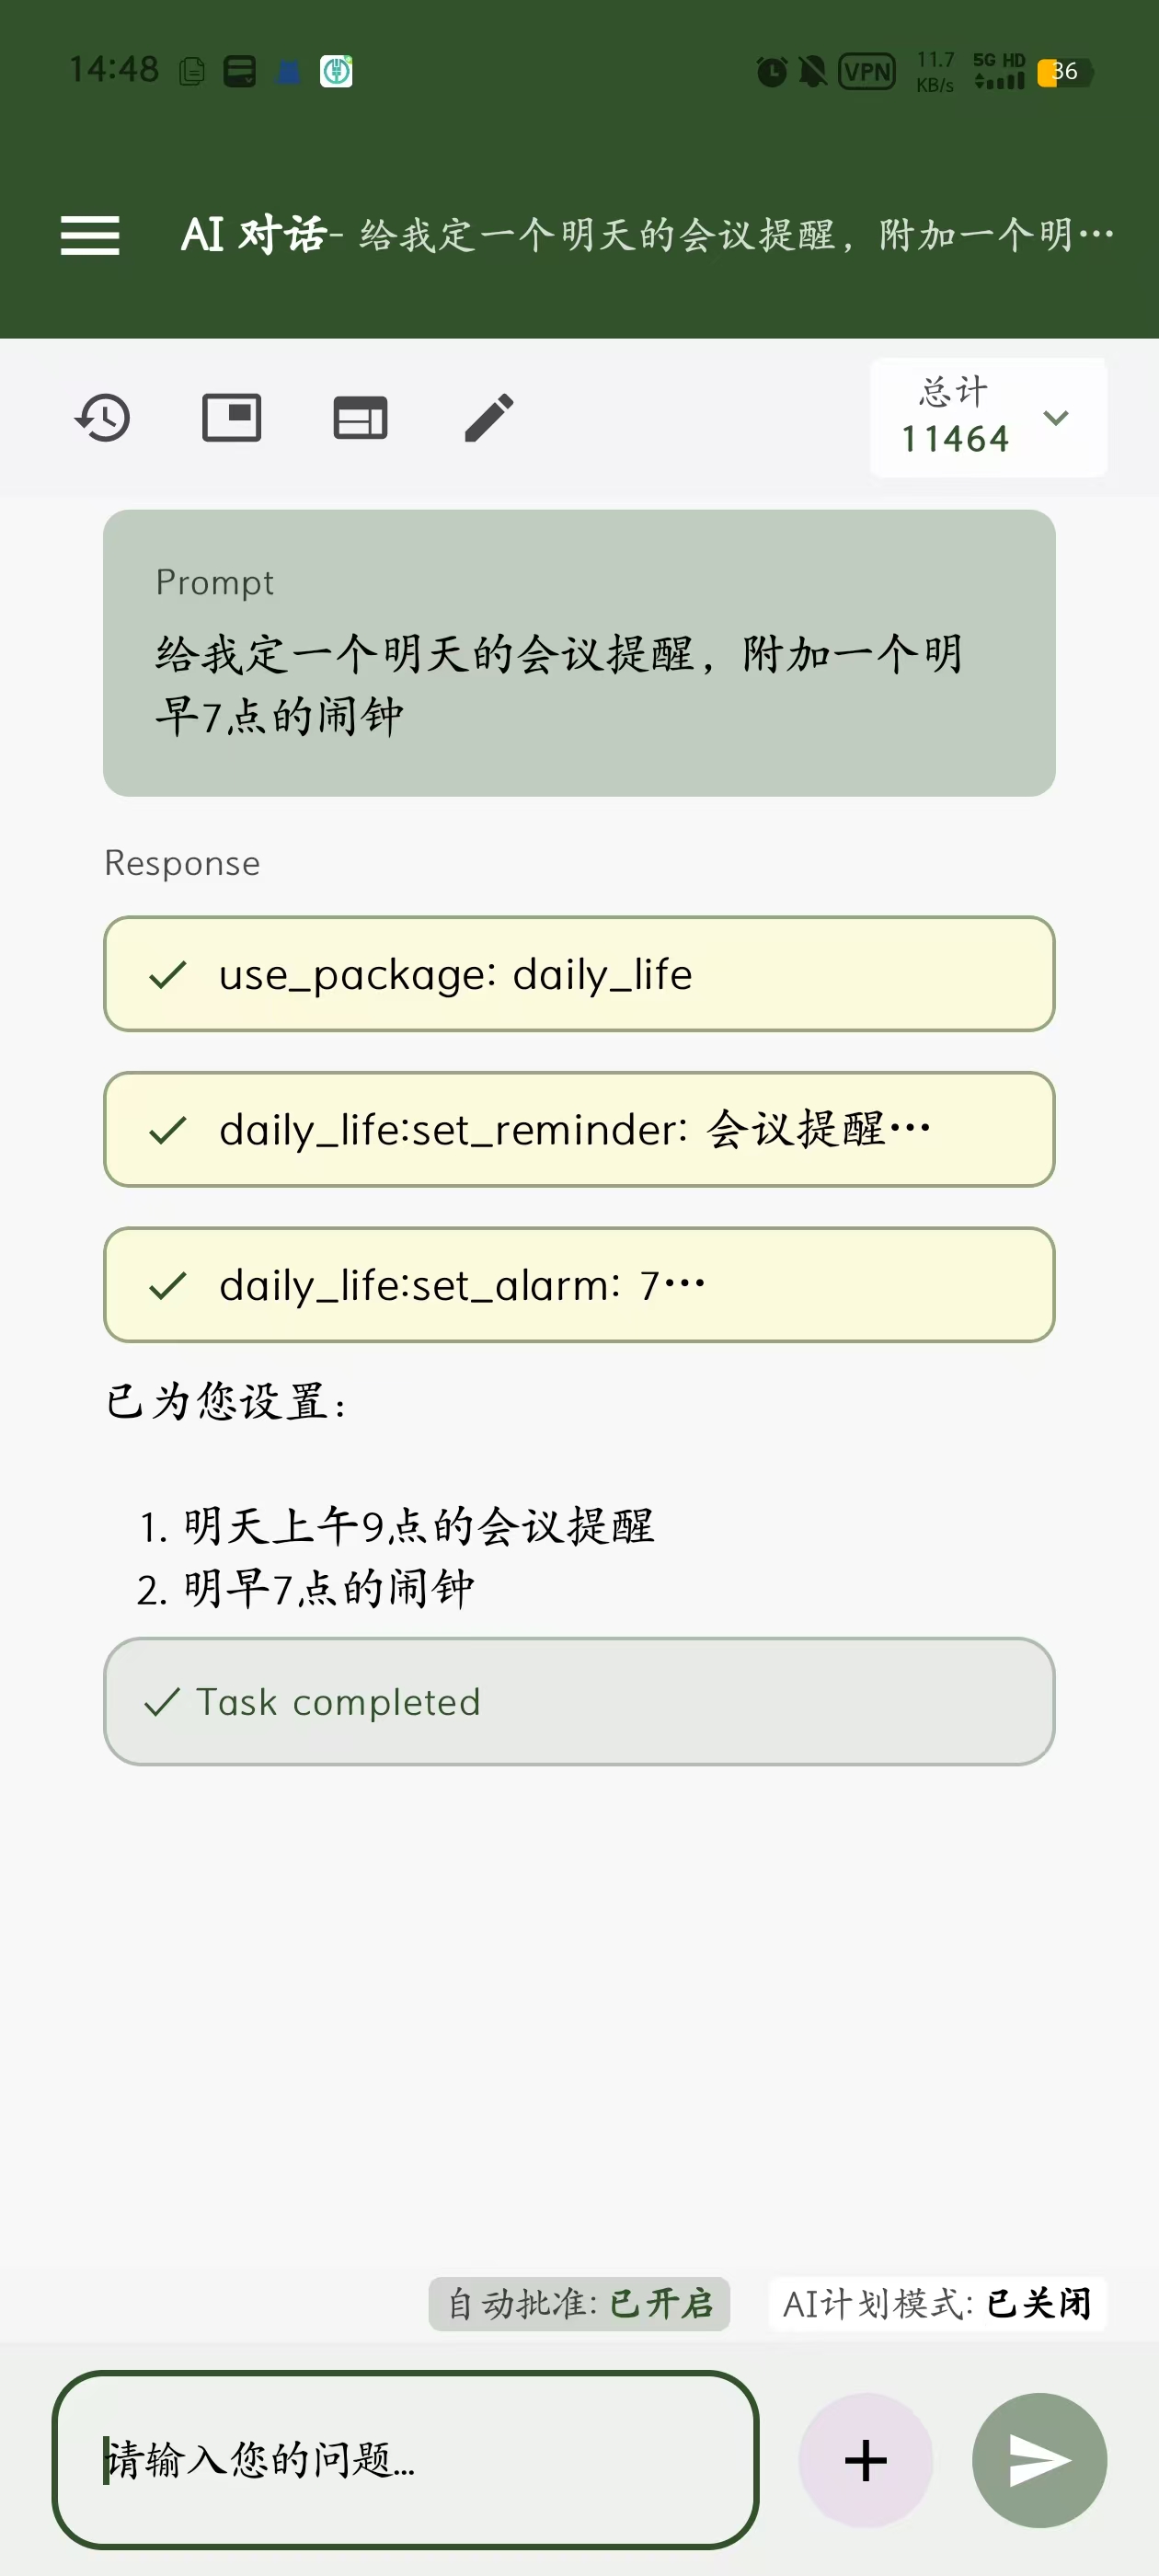 14:48
VPN
11.7
KB/s
5G HD
36
AI 对话- 给我定一个明天的会议提醒，附加一个明…
总计
11464
Prompt
给我定一个明天的会议提醒，附加一个明
早7点的闹钟
Response
use_package: daily_life
daily_life:set_reminder: 会议提醒…
daily_life:set_alarm: 7…
已为您设置：
1. 明天上午9点的会议提醒
2. 明早7点的闹钟
Task completed
自动批准: 已开启
AI计划模式: 已关闭
请输入您的问题...